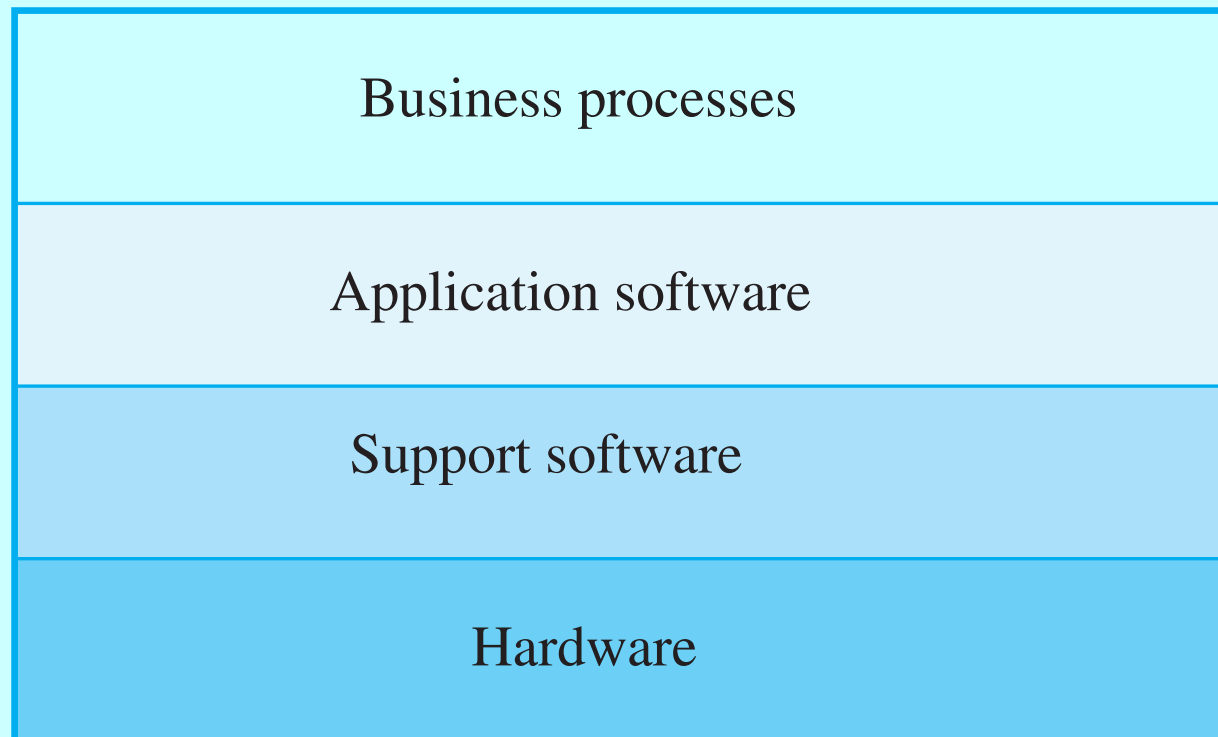 Business processes
Application software
Support software
Hardware